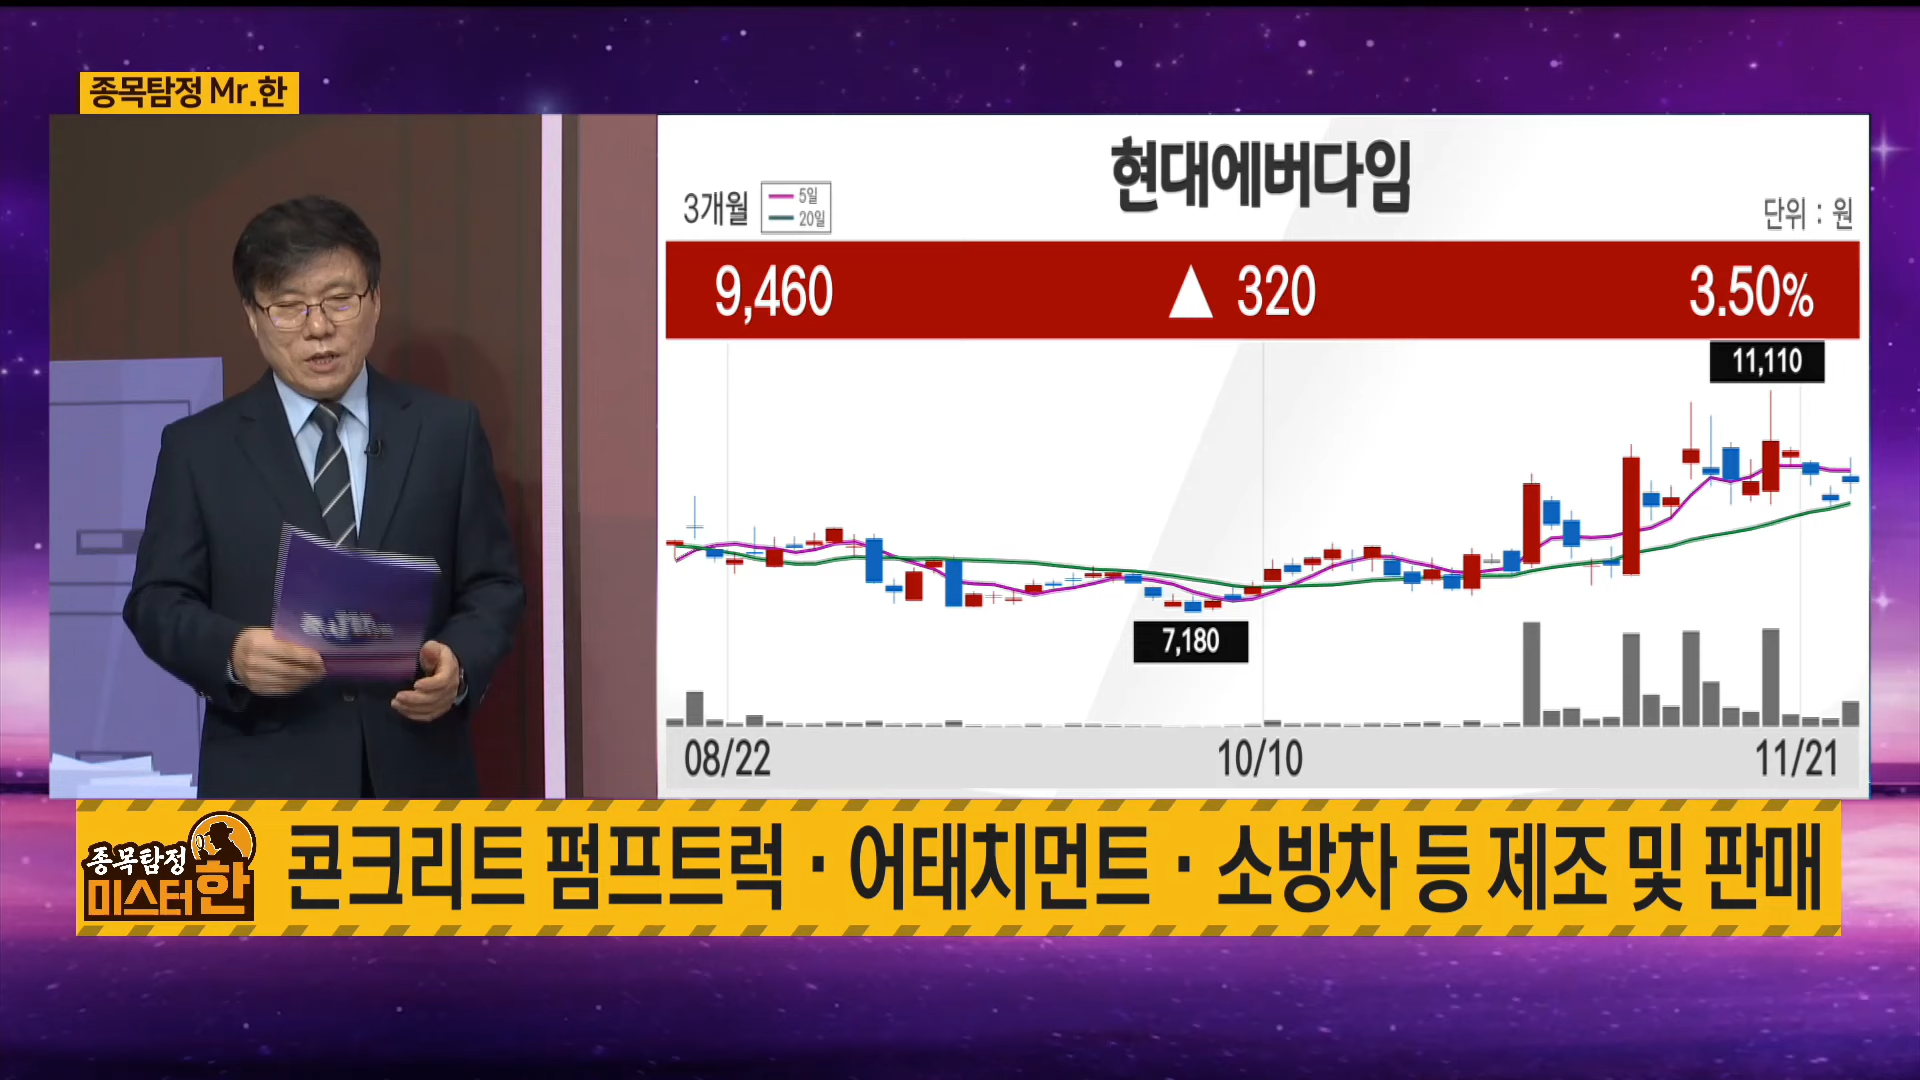 종목탐정 Mr.한
현대에버다임
3개월
5일
20일
단위 : 원
9,460 ▲ 320 3.50%
11,110
7,180
08/22 10/10 11/21
종목탐정
미스터한
콘크리트 펌프트럭 · 어태치먼트 · 소방차 등 제조 및 판매